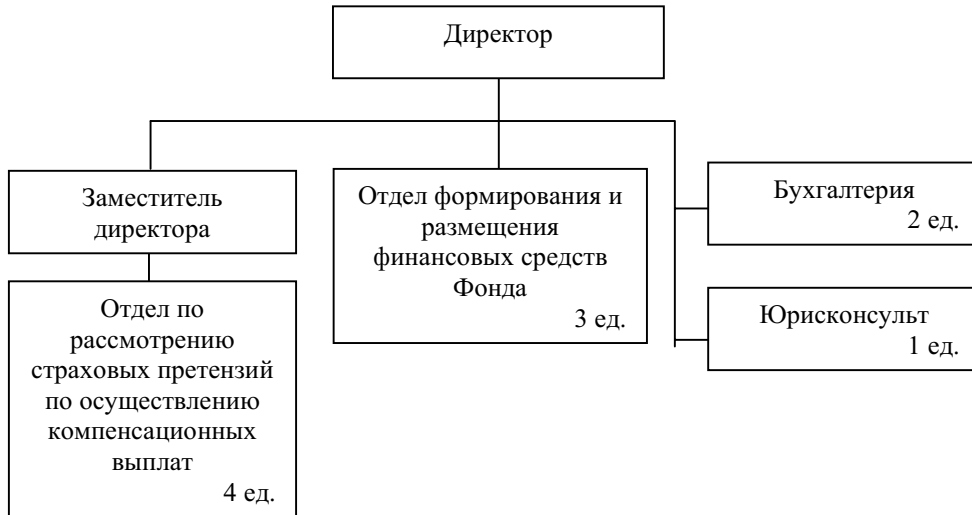 Директор
Заместитель
директора
Отдел формирования и
размещения
финансовых средств
Фонда
3 ед.
Бухгалтерия
2 ед.
Юрисконсульт
1 ед.
Отдел по
рассмотрению
страховых претензий
по осуществлению
компенсационных
выплат
4 ед.